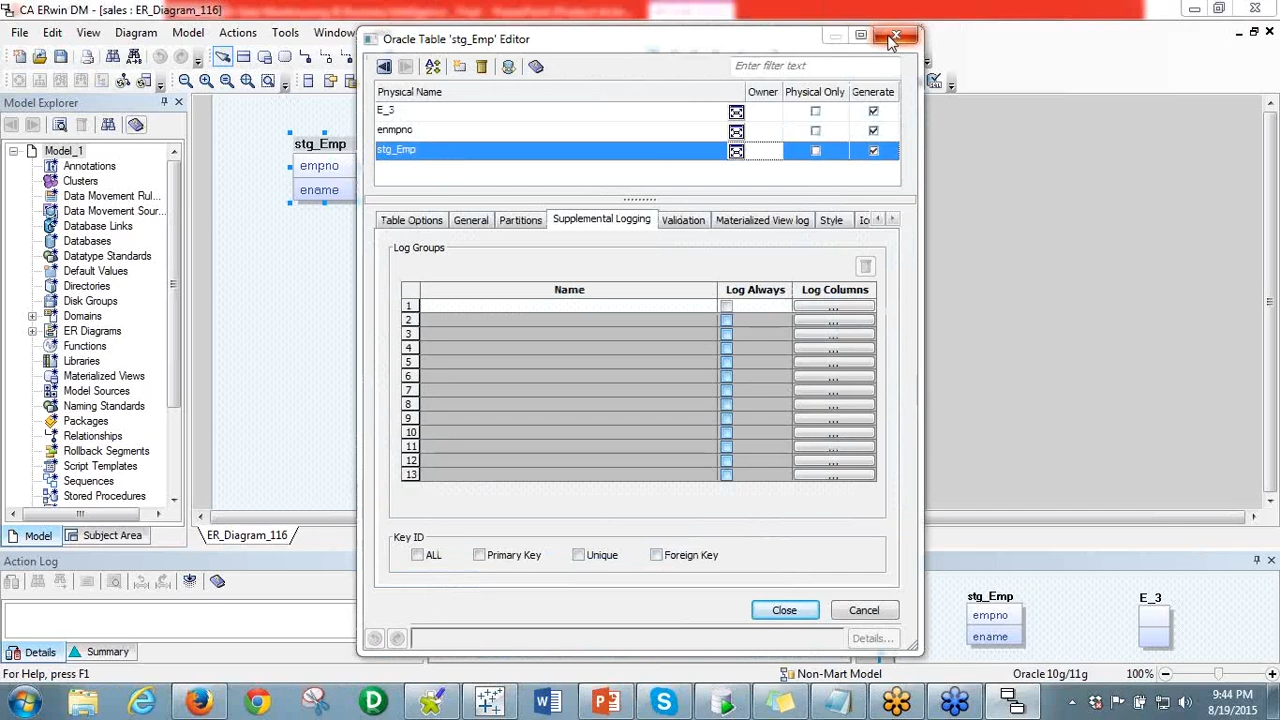 CA ERwin DM - [sales : ER_Diagram_116]
File Edit View Diagram Model Actions Tools Window
Model Explorer
Model_1
Annotations
Clusters
Data Movement Rul...
Data Movement Sour...
Database Links
Databases
Datatype Standards
Default Values
Directories
Disk Groups
Domains
ER Diagrams
Functions
Libraries
Materialized Views
Model Sources
Naming Standards
Packages
Relationships
Rollback Segments
Script Templates
Sequences
Stored Procedures
Model Subject Area
stg_Emp
empno
ename
ER_Diagram_116
Oracle Table 'stg_Emp' Editor
Enter filter text
Physical Name Owner Physical Only Generate
E_3
enmpno
stg_Emp
Table Options General Partitions Supplemental Logging Validation Materialized View log Style
Log Groups
Name Log Always Log Columns
1 ...
2 ...
3 ...
4 ...
5 ...
6 ...
7 ...
8 ...
9 ...
10 ...
11 ...
12 ...
13 ...
Key ID
ALL Primary Key Unique Foreign Key
Close Cancel
Details...
Action Log
Details Summary
stg_Emp
empno
ename
E_3
For Help, press F1
Non-Mart Model Oracle 10g/11g 100%
9:44 PM
8/19/2015